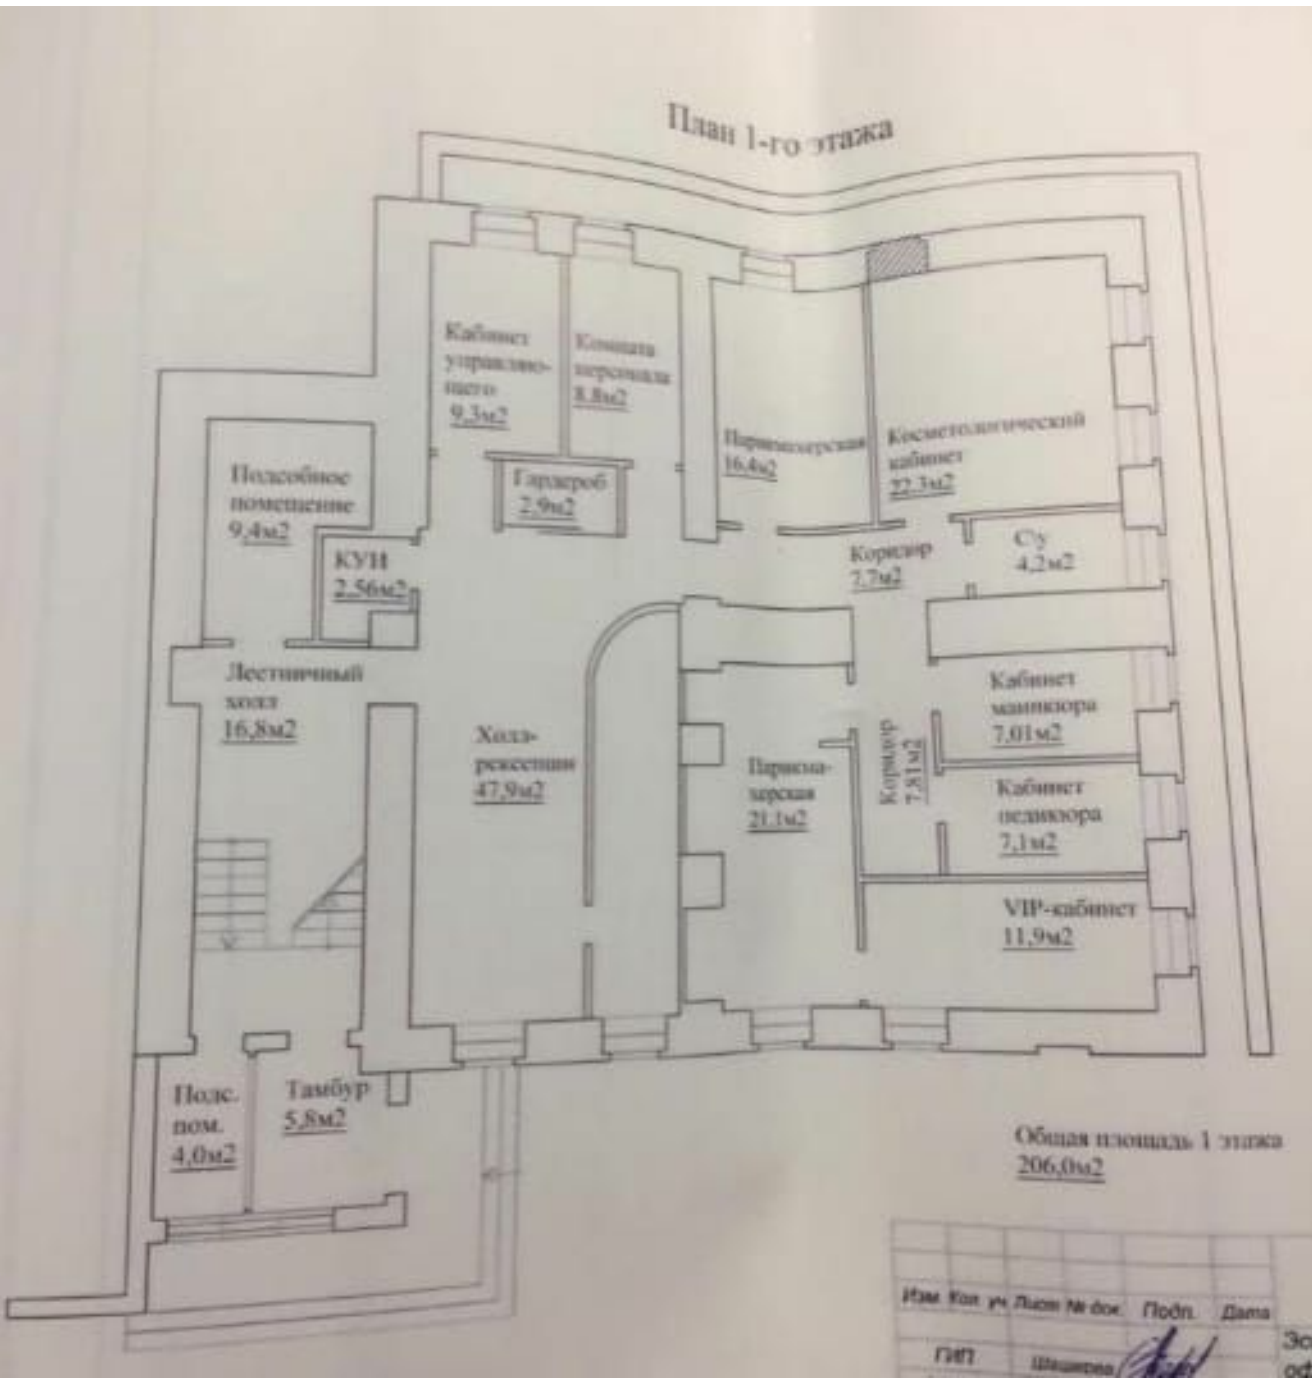 План 1-го этажа
Кабинет
управляю-
щего
9,3м2
Комната
персонала
8,8м2
Парикмахерская
16,4м2
Косметологический
кабинет
22,3м2
Подсобное
помещение
9,4м2
Гардероб
2,9м2
КУИ
2,56м2
Коридор
7,7м2
С\у
4,2м2
Лестничный
холл
16,8м2
Холл-
рексепшн
47,9м2
Парикма-
херская
21,1м2
Коридор
7,81м2
Кабинет
маникюра
7,01м2
Кабинет
педикюра
7,1м2
VIP-кабинет
11,9м2
Подс.
пом.
4,0м2
Тамбур
5,8м2
Общая площадь 1 этажа
206,0м2
Изм. Кол. уч Лист № док. Подп. Дата
ГИП